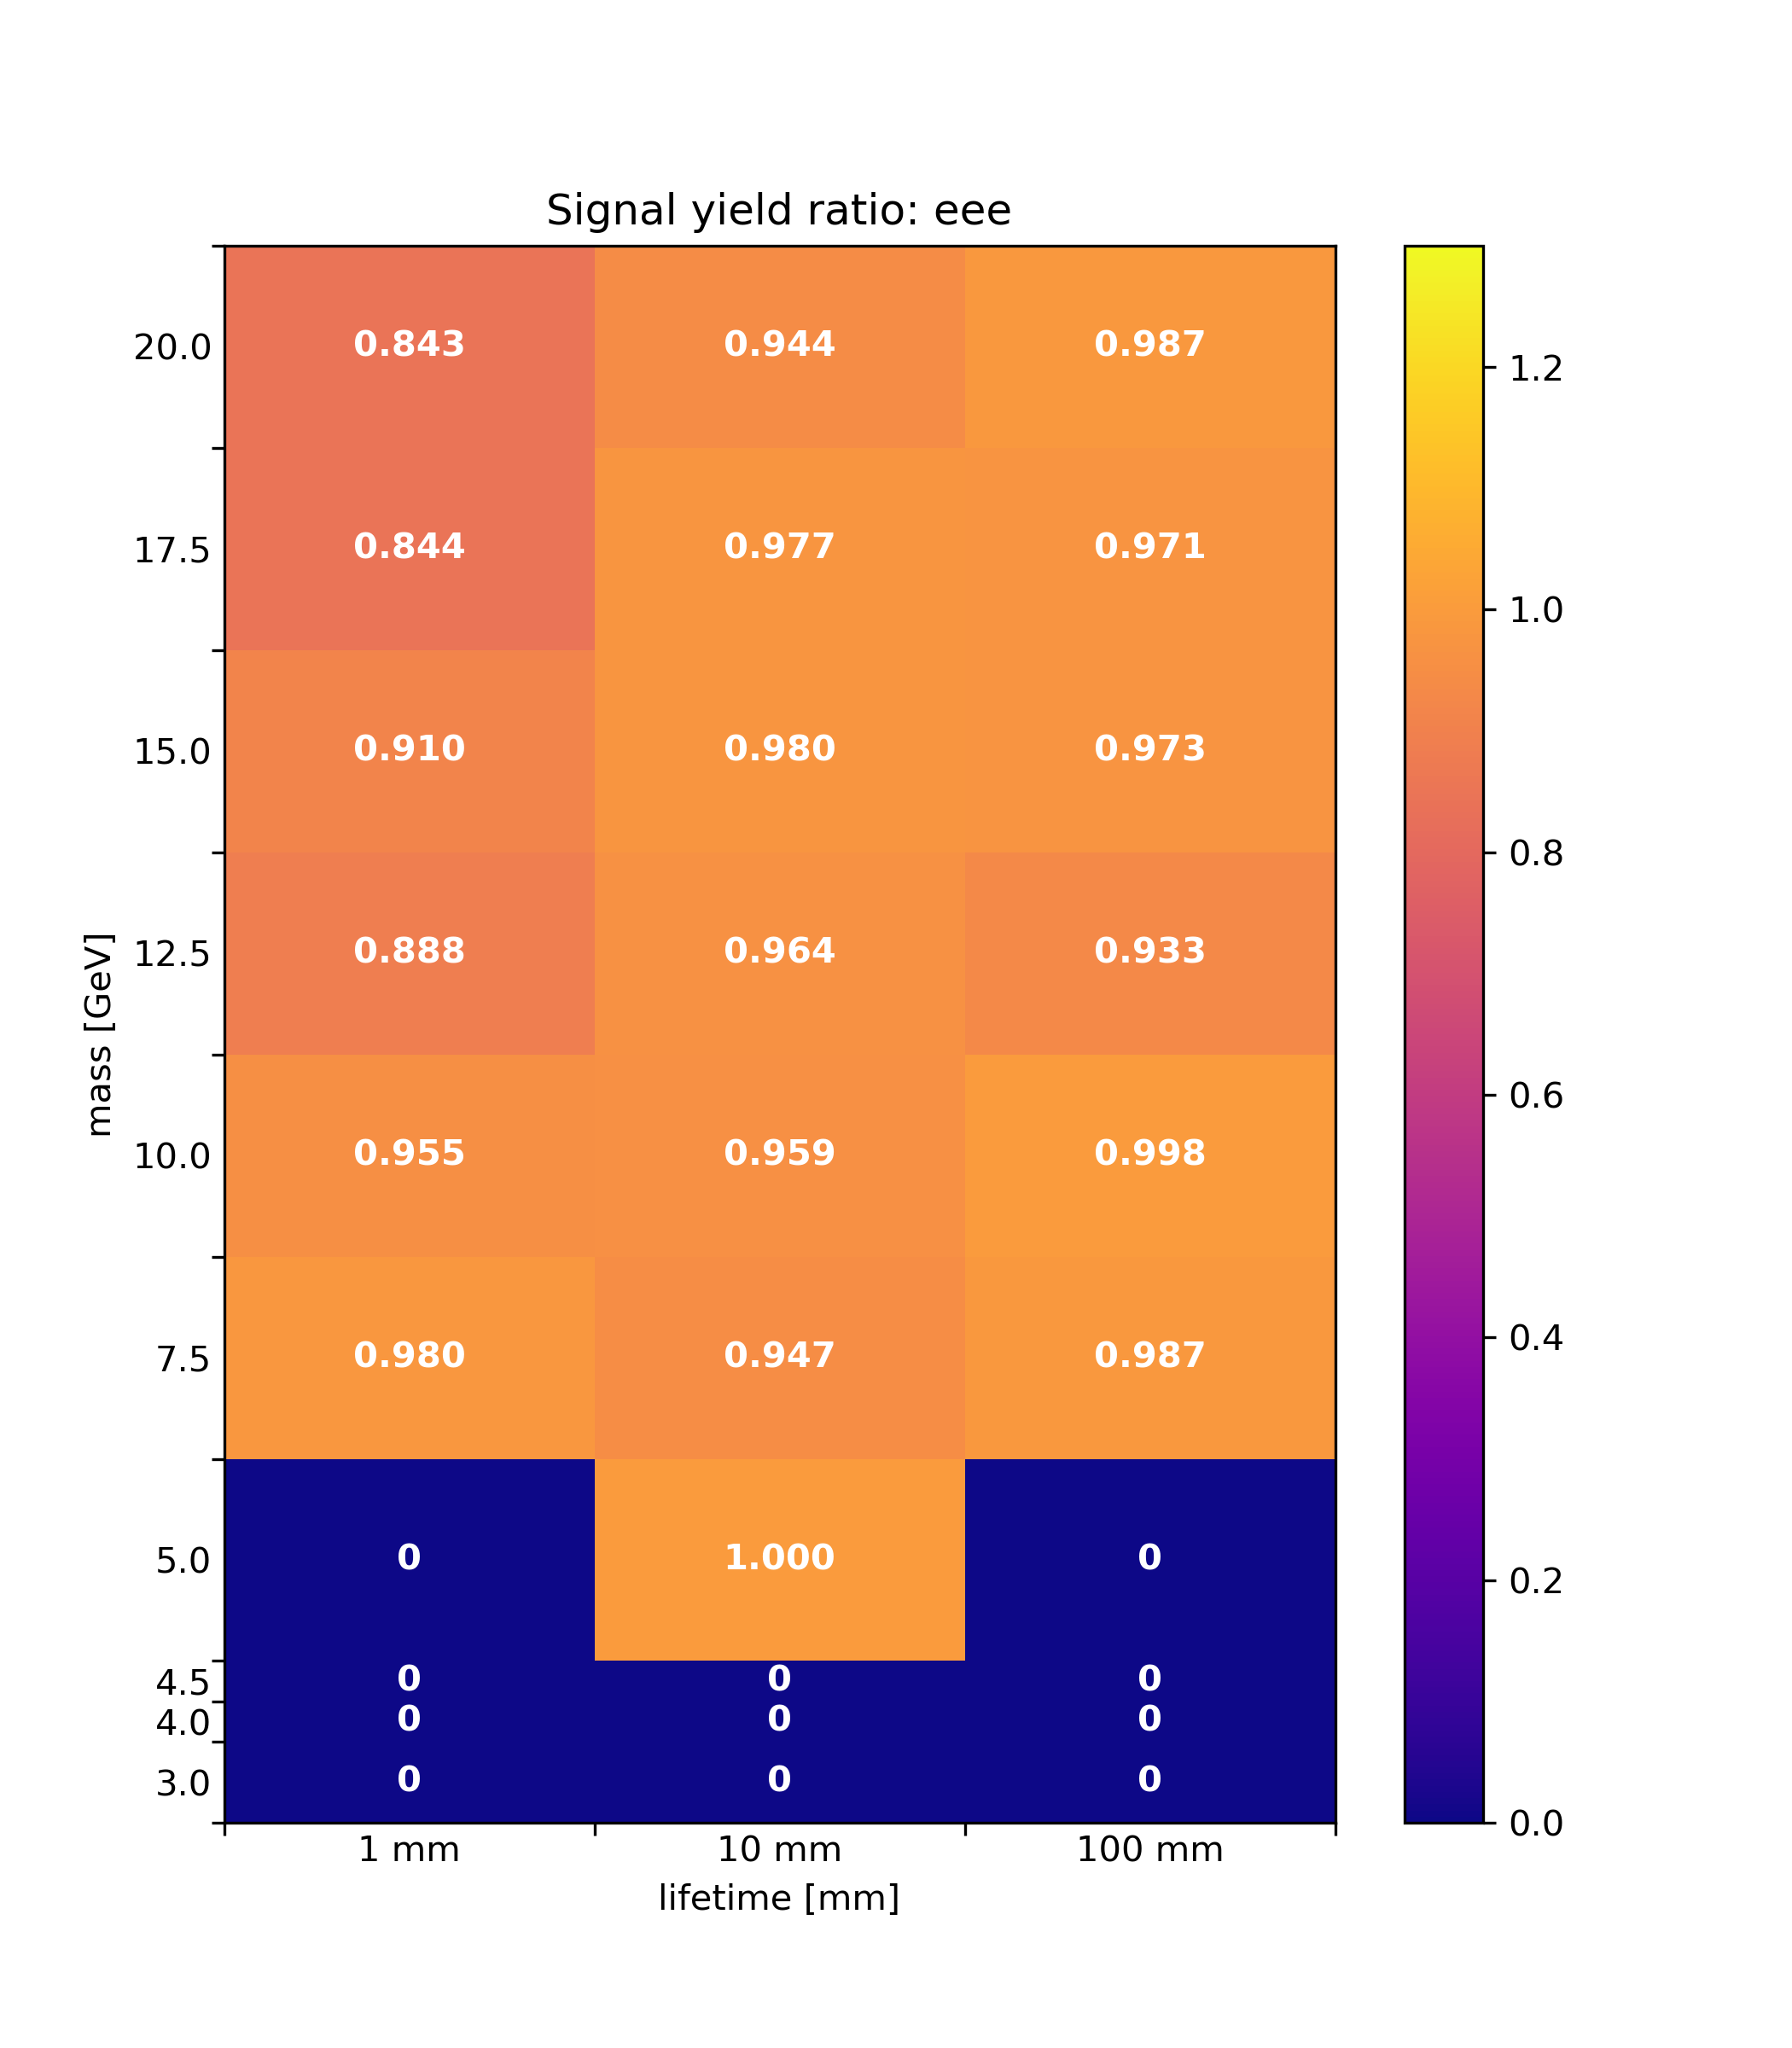 Signal yield ratio: eee
20.0 0.843 0.944 0.987
17.5 0.844 0.977 0.971
15.0 0.910 0.980 0.973
12.5 0.888 0.964 0.933
10.0 0.955 0.959 0.998
7.5 0.980 0.947 0.987
5.0 0 1.000 0
4.5 0 0 0
4.0 0 0 0
3.0 0 0 0
mass [GeV]
1 mm 10 mm 100 mm
lifetime [mm]
1.2
1.0
0.8
0.6
0.4
0.2
0.0